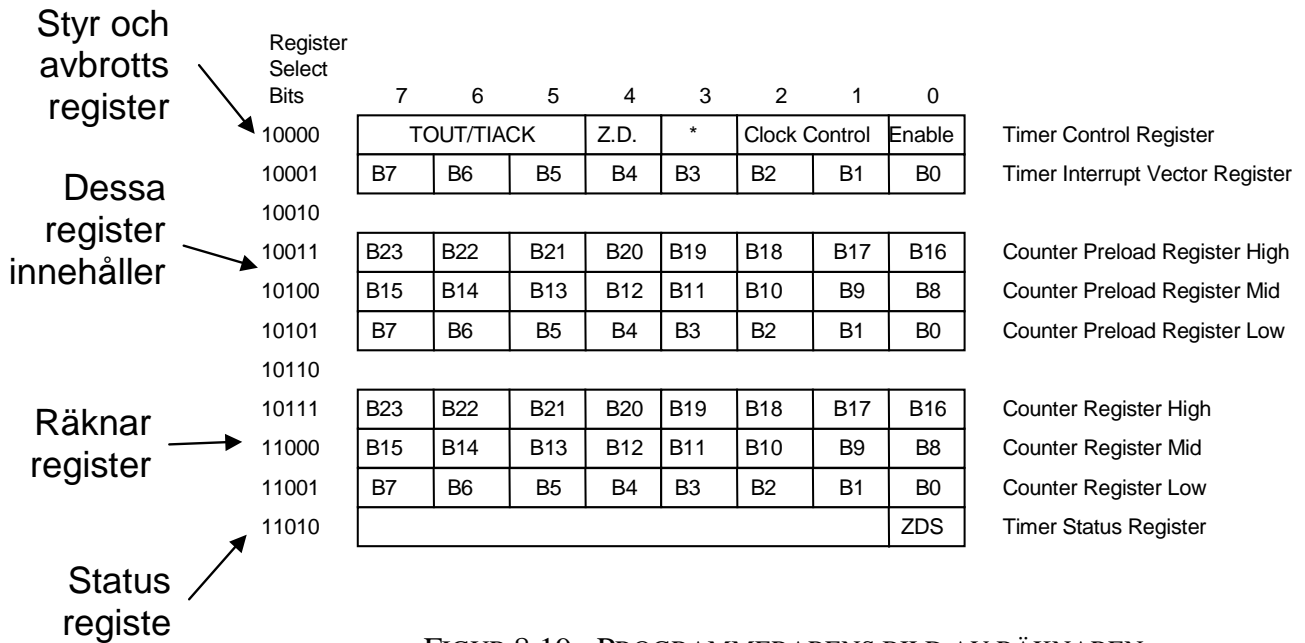 Styr och
avbrotts
register
Register
Select
Bits 7 6 5 4 3 2 1 0
10000 TOUT/TIACK Z.D. * Clock Control Enable Timer Control Register
10001 B7 B6 B5 B4 B3 B2 B1 B0 Timer Interrupt Vector Register
10010
Dessa
register
innehåller
10011 B23 B22 B21 B20 B19 B18 B17 B16 Counter Preload Register High
10100 B15 B14 B13 B12 B11 B10 B9 B8 Counter Preload Register Mid
10101 B7 B6 B5 B4 B3 B2 B1 B0 Counter Preload Register Low
10110
10111 B23 B22 B21 B20 B19 B18 B17 B16 Counter Register High
Räknar
register
11000 B15 B14 B13 B12 B11 B10 B9 B8 Counter Register Mid
11001 B7 B6 B5 B4 B3 B2 B1 B0 Counter Register Low
11010 ZDS Timer Status Register
Status
registe